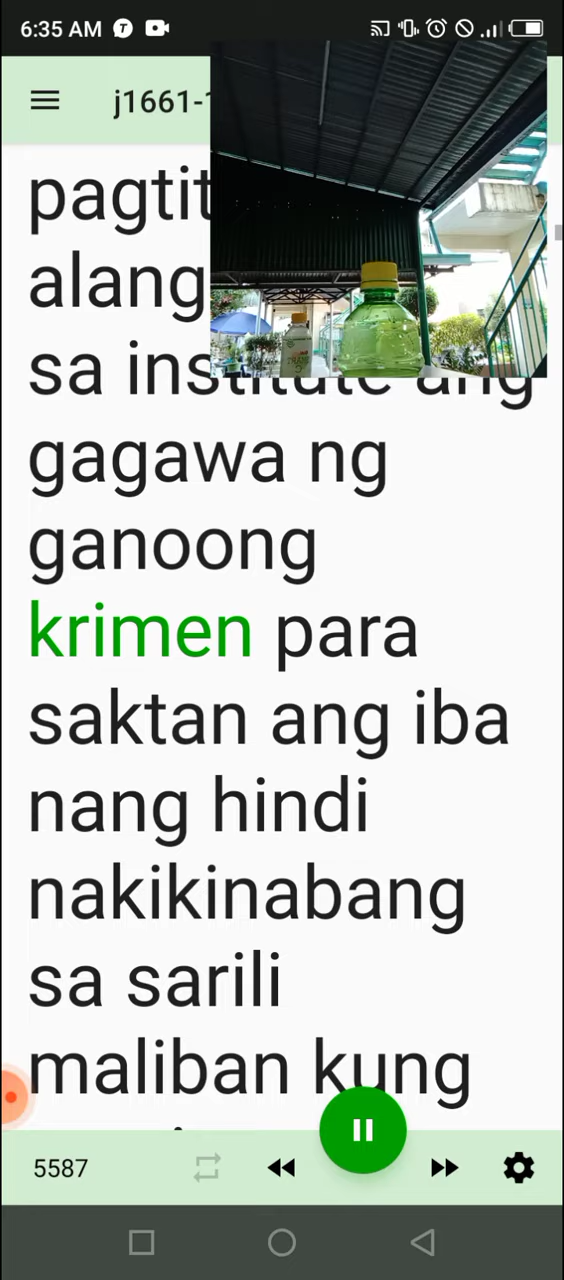 6:35 AM
j1661-
pagtit
alang
sa institute ang
gagawa ng
ganoong
krimen para
saktan ang iba
nang hindi
nakikinabang
sa sarili
maliban kung
5587